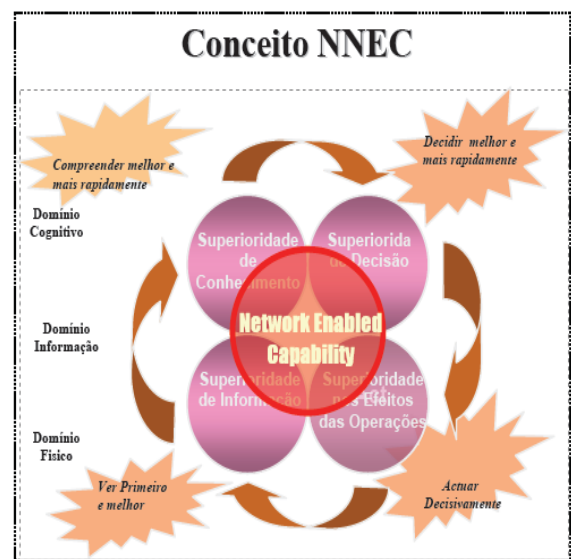 Conceito NNEC
Compreender melhor e
mais rapidamente
Decidir melhor e
mais rapidamente
Domínio
Cognitivo
Superioridade
de
Conhecimento
Superiorida
de Decisão
Domínio
Informação
Network Enabled
Capability
Superioridade
de Informação
Superioridade
nos Efeitos
das Operações
Domínio
Físico
Ver Primeiro
e melhor
Actuar
Decisivamente